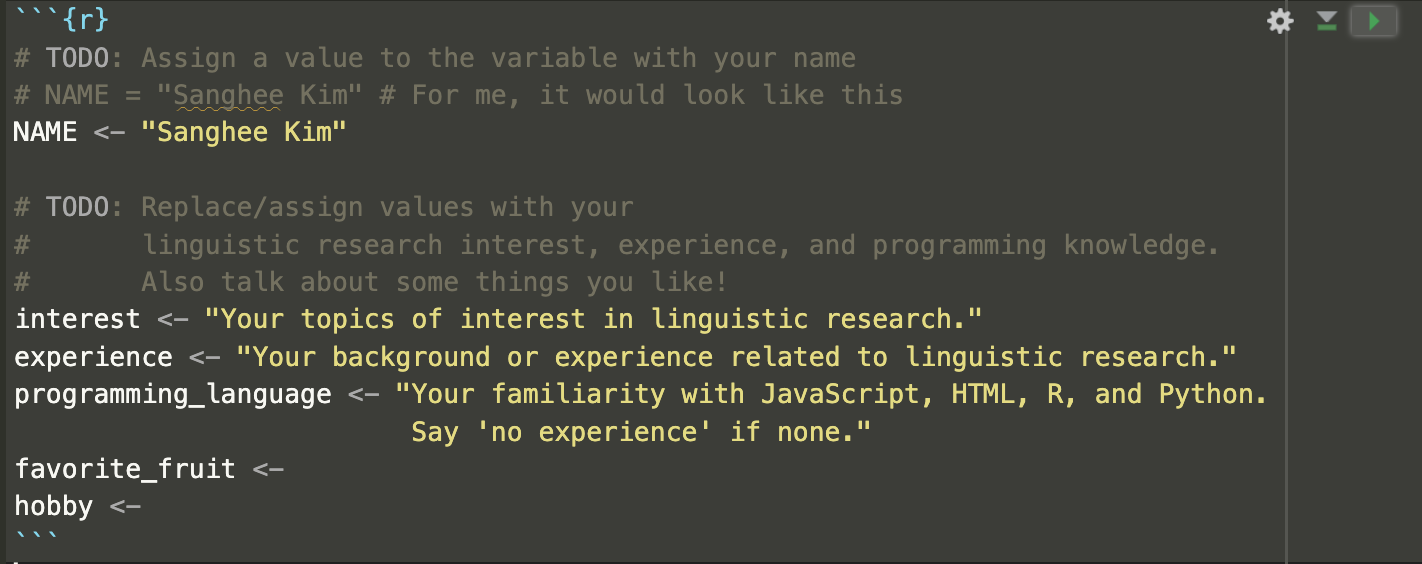 ```{r}
# TODO: Assign a value to the variable with your name
# NAME = "Sanghee Kim" # For me, it would look like this
NAME <- "Sanghee Kim"

# TODO: Replace/assign values with your
#       linguistic research interest, experience, and programming knowledge.
#       Also talk about some things you like!
interest <- "Your topics of interest in linguistic research."
experience <- "Your background or experience related to linguistic research."
programming_language <- "Your familiarity with JavaScript, HTML, R, and Python.
                         Say 'no experience' if none."
favorite_fruit <-
hobby <-
```